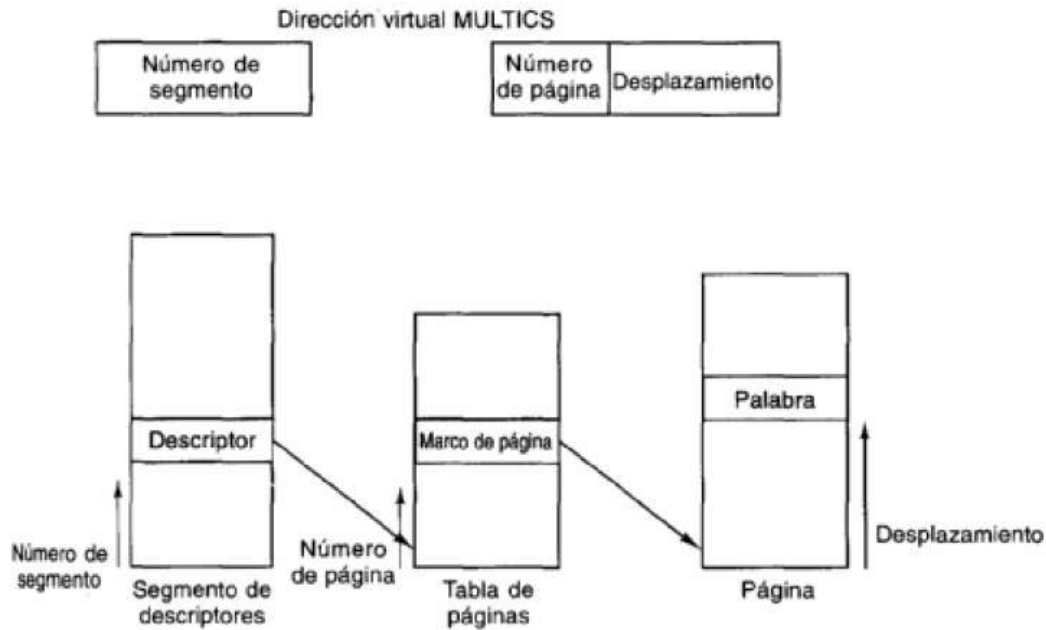 Dirección virtual MULTICS
Número de
segmento
Número
de página
Desplazamiento
Descriptor
Marco de página
Palabra
Número de
segmento
Número
de página
Desplazamiento
Segmento de
descriptores
Tabla de
páginas
Página